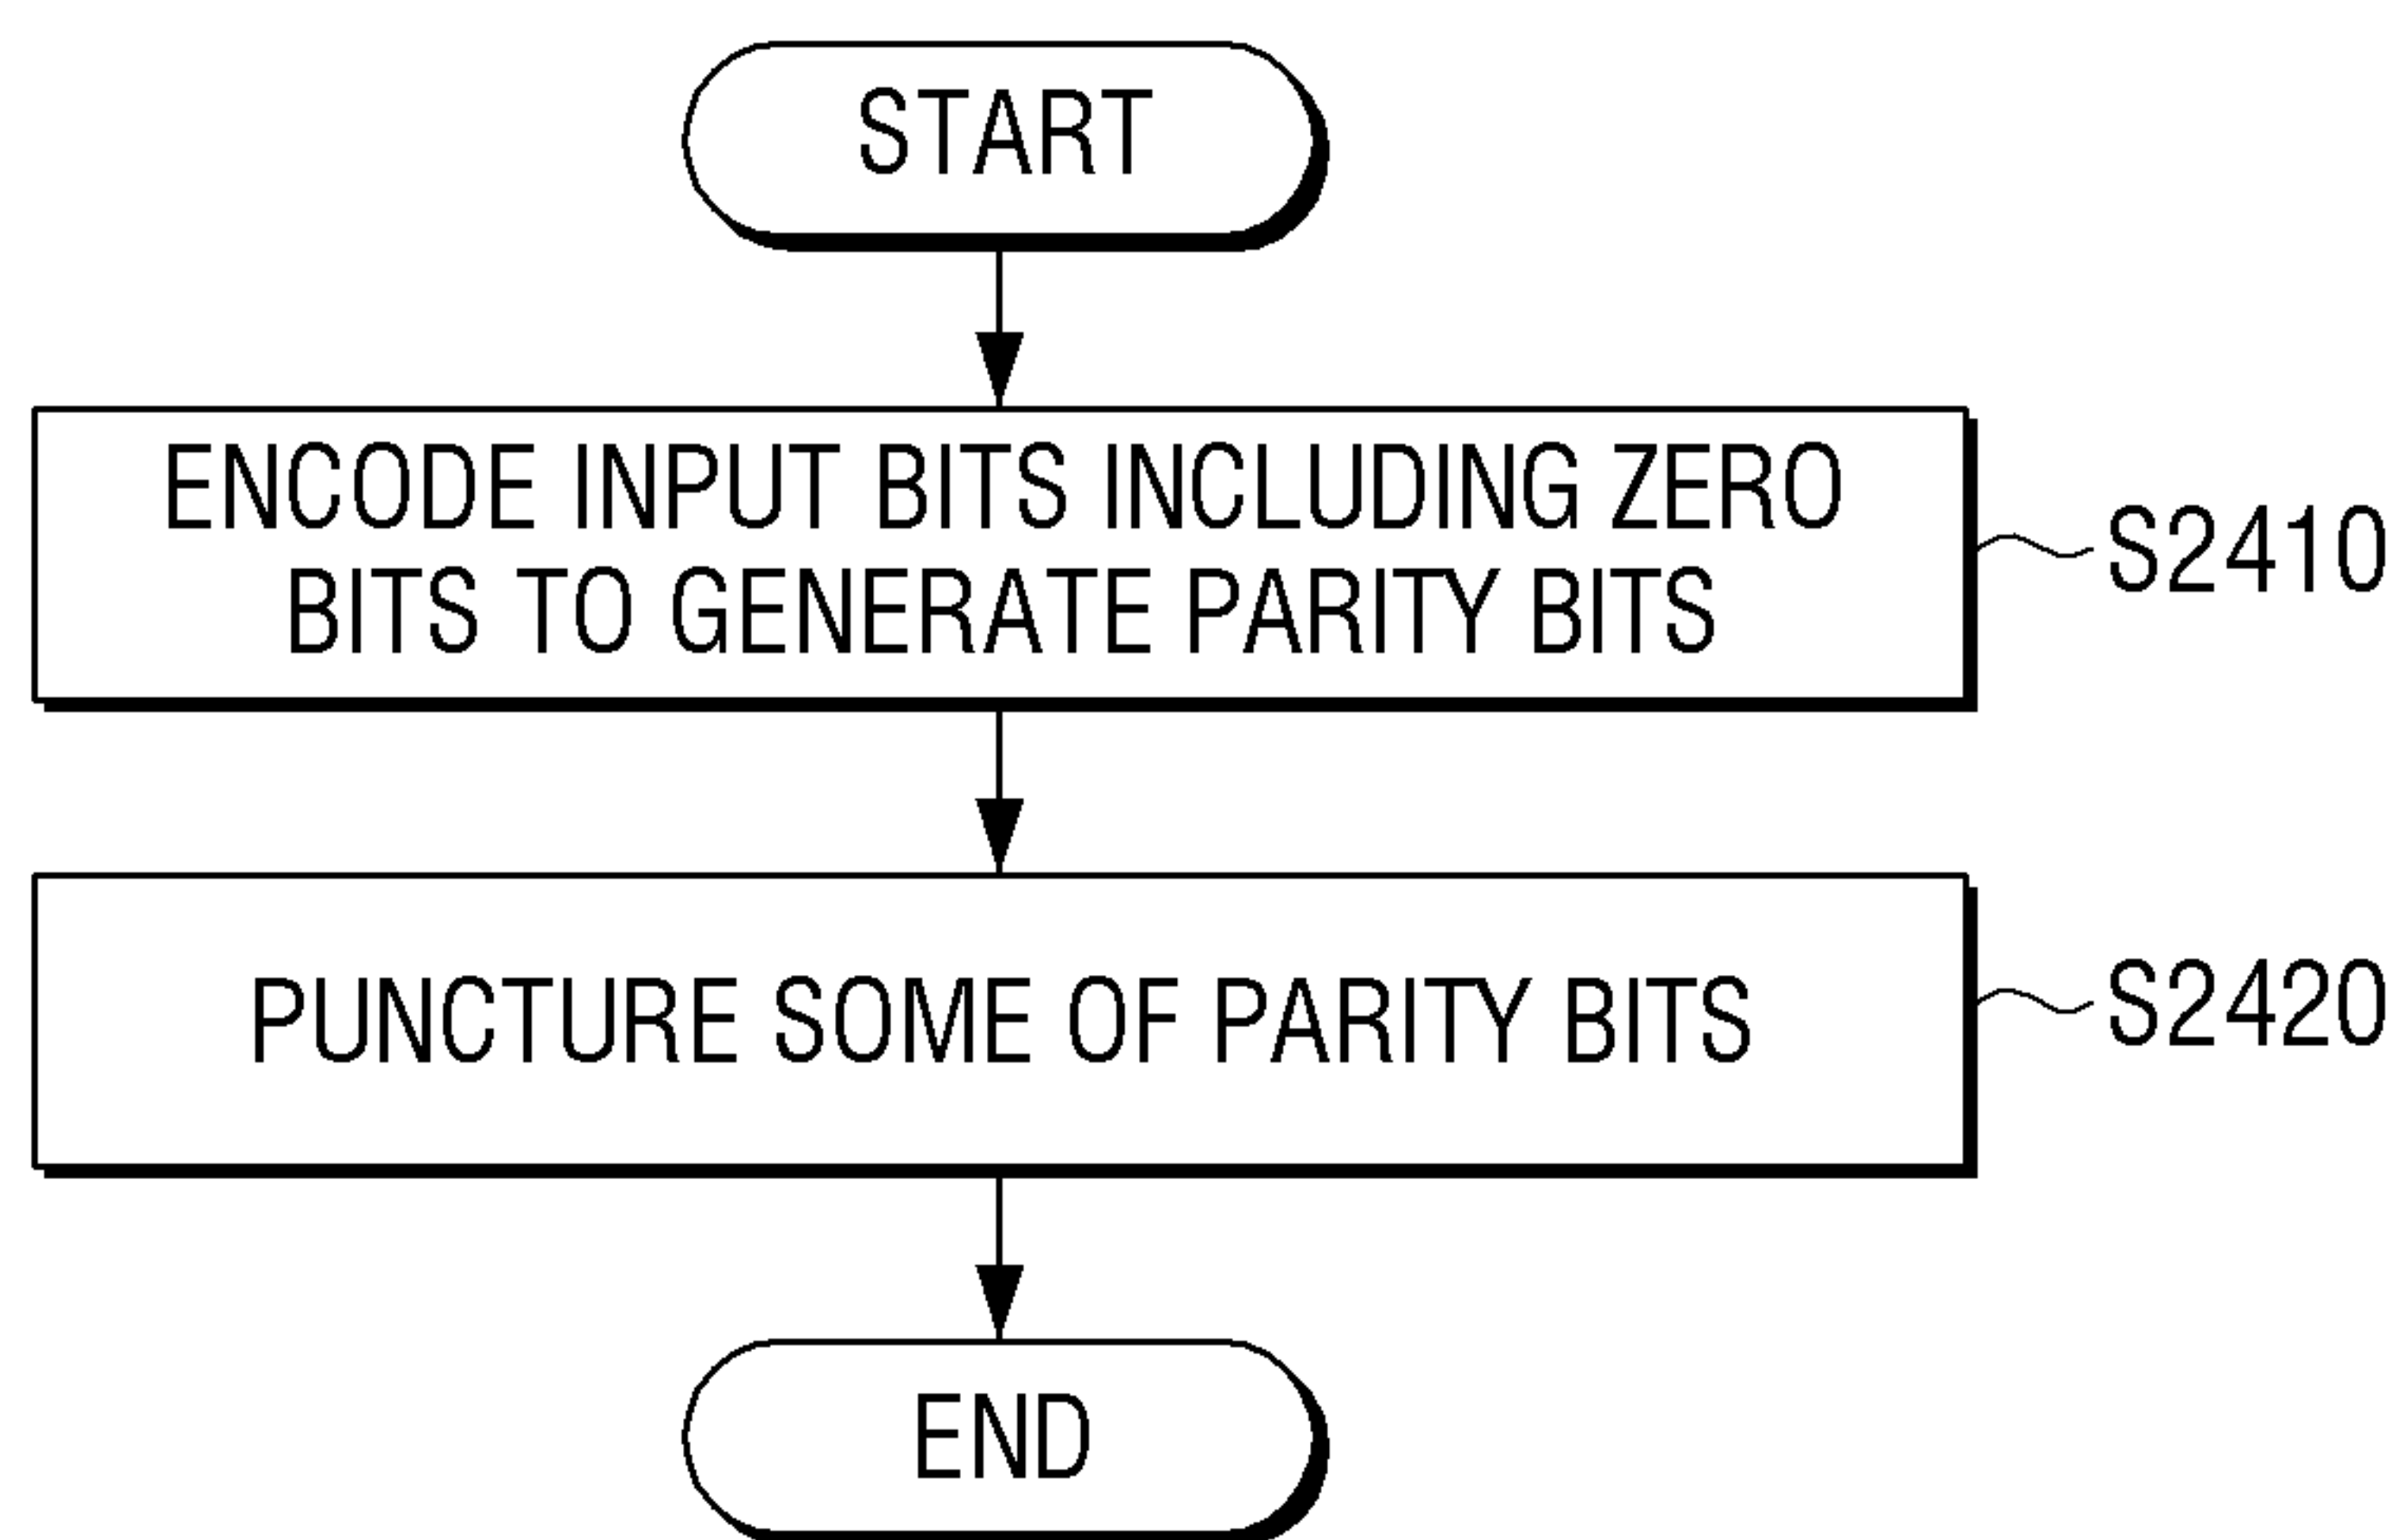 START
ENCODE INPUT BITS INCLUDING ZERO
BITS TO GENERATE PARITY BITS
S2410
PUNCTURE SOME OF PARITY BITS
S2420
END